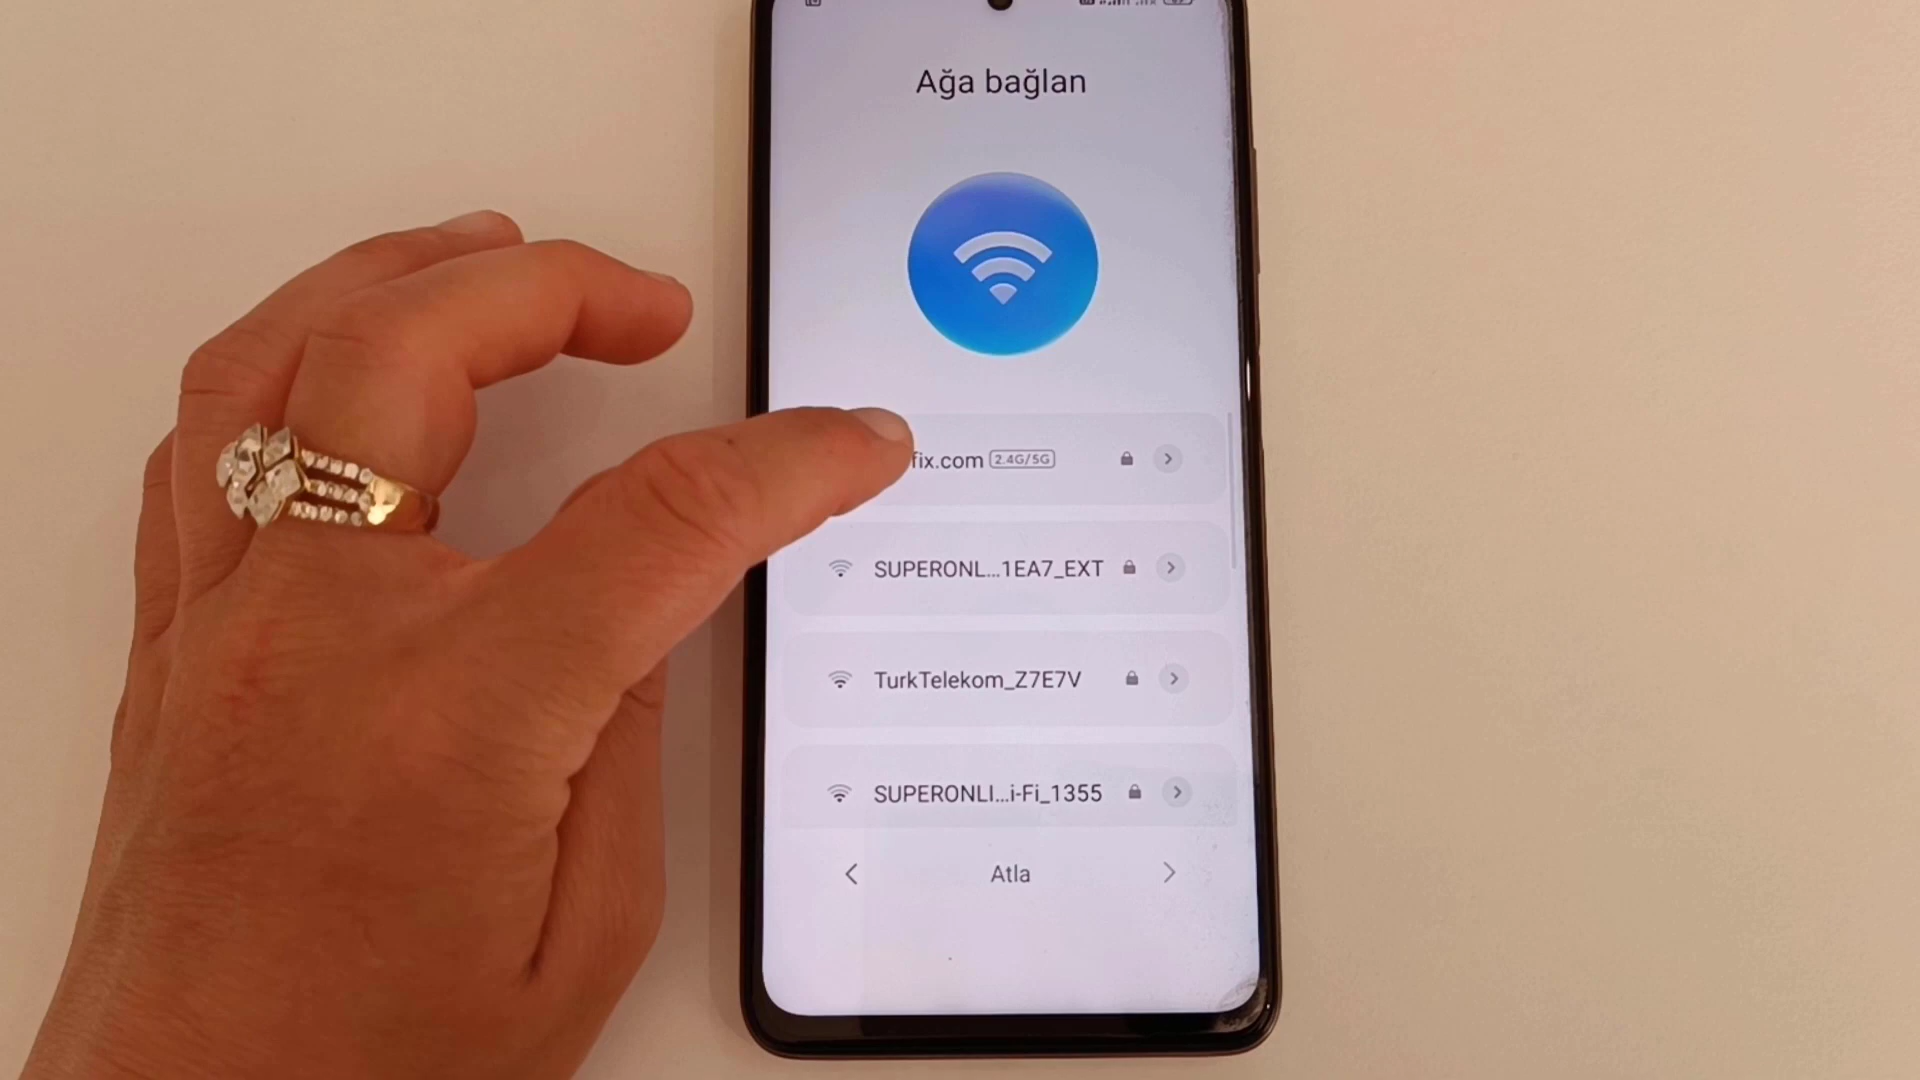 Ağa bağlan
fix.com 2.4G/5G
SUPERONL...1EA7_EXT
TurkTelekom_Z7E7V
SUPERONLI...i-Fi_1355
Atla